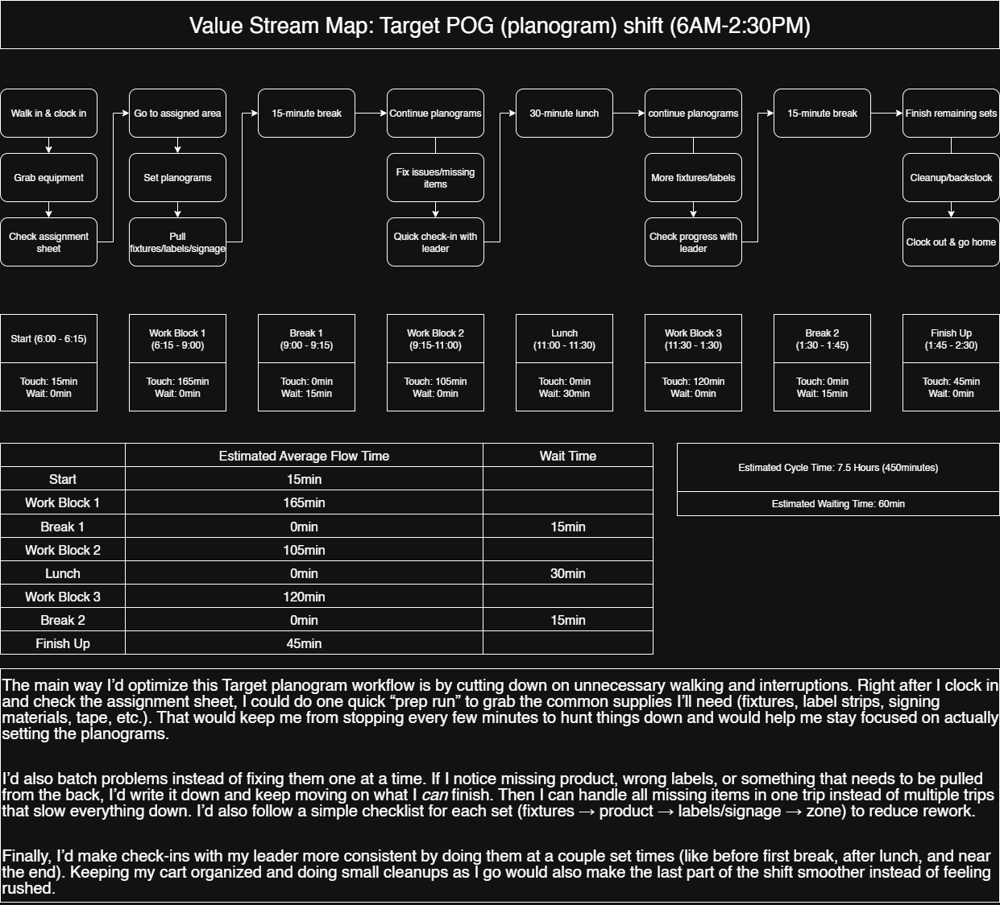 Value Stream Map: Target POG (planogram) shift (6AM-2:30PM)
Walk in & clock in
Grab equipment
Check assignment
sheet
Go to assigned area
Set planograms
Pull
fixtures/labels/signage
15-minute break
Continue planograms
Fix issues/missing
items
Quick check-in with
leader
30-minute lunch
continue planograms
More fixtures/labels
Check progress with
leader
15-minute break
Finish remaining sets
Cleanup/backstock
Clock out & go home
Start (6:00 - 6:15)
Touch: 15min
Wait: 0min
Work Block 1
(6:15 - 9:00)
Touch: 165min
Wait: 0min
Break 1
(9:00 - 9:15)
Touch: 0min
Wait: 15min
Work Block 2
(9:15-11:00)
Touch: 105min
Wait: 0min
Lunch
(11:00 - 11:30)
Touch: 0min
Wait: 30min
Work Block 3
(11:30 - 1:30)
Touch: 120min
Wait: 0min
Break 2
(1:30 - 1:45)
Touch: 0min
Wait: 15min
Finish Up
(1:45 - 2:30)
Touch: 45min
Wait: 0min
Estimated Average Flow Time Wait Time
Start 15min
Work Block 1 165min
Break 1 0min 15min
Work Block 2 105min
Lunch 0min 30min
Work Block 3 120min
Break 2 0min 15min
Finish Up 45min
Estimated Cycle Time: 7.5 Hours (450minutes)
Estimated Waiting Time: 60min
The main way I’d optimize this Target planogram workflow is by cutting down on unnecessary walking and interruptions. Right after I clock in
and check the assignment sheet, I could do one quick “prep run” to grab the common supplies I’ll need (fixtures, label strips, signing
materials, tape, etc.). That would keep me from stopping every few minutes to hunt things down and would help me stay focused on actually
setting the planograms.
I’d also batch problems instead of fixing them one at a time. If I notice missing product, wrong labels, or something that needs to be pulled
from the back, I’d write it down and keep moving on what I can finish. Then I can handle all missing items in one trip instead of multiple trips
that slow everything down. I’d also follow a simple checklist for each set (fixtures → product → labels/signage → zone) to reduce rework.
Finally, I’d make check-ins with my leader more consistent by doing them at a couple set times (like before first break, after lunch, and near
the end). Keeping my cart organized and doing small cleanups as I go would also make the last part of the shift smoother instead of feeling
rushed.